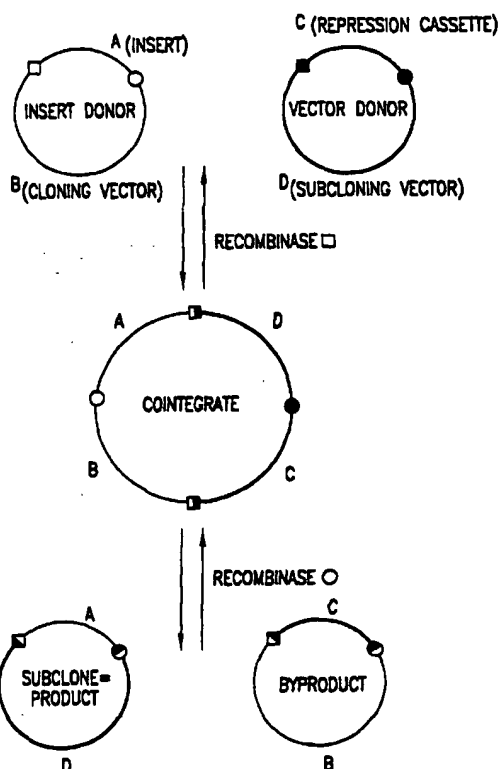 A (INSERT)
INSERT DONOR
B (CLONING VECTOR)
C (REPRESSION CASSETTE)
VECTOR DONOR
D (SUBCLONING VECTOR)
RECOMBINASE
A
D
COINTEGRATE
B
C
RECOMBINASE
A
SUBCLONE=
PRODUCT
D
C
BYPRODUCT
B